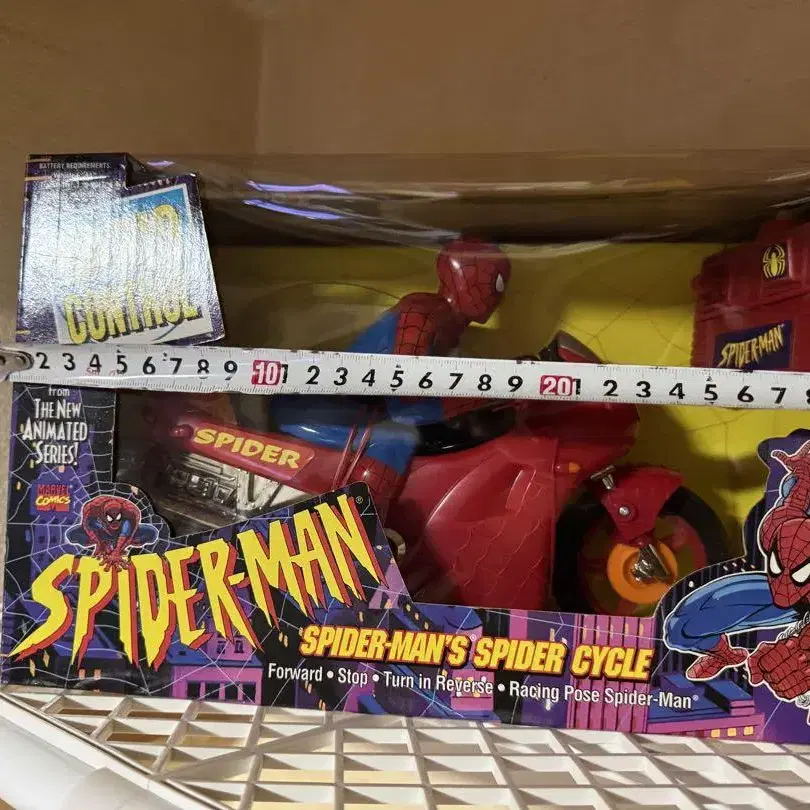 BATTERY REQUIREMENTS:
CONTROL
2 3 4 5 6 7 8 9 10 1 2 3 4 5 6 7 8 9 20 1 2 3 4 5 6 7 8
SPIDER-MAN
from
THE NEW
ANIMATED
SERIES!
MARVEL
COMICS
SPIDER
SPIDER-MAN®
SPIDER-MAN'S SPIDER CYCLE
Forward • Stop • Turn in Reverse • Racing Pose Spider-Man®